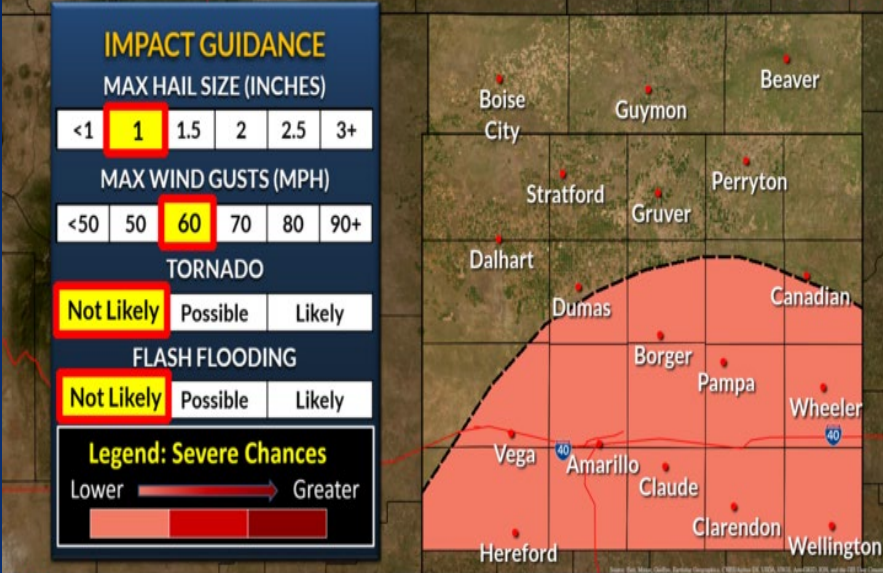 IMPACT GUIDANCE
MAX HAIL SIZE (INCHES)
<1 1 1.5 2 2.5 3+
MAX WIND GUSTS (MPH)
<50 50 60 70 80 90+
TORNADO
Not Likely Possible Likely
FLASH FLOODING
Not Likely Possible Likely
Legend: Severe Chances
Lower Greater
Boise
City
Guymon
Beaver
Stratford
Gruver
Perryton
Dalhart
Dumas
Canadian
Borger
Pampa
Wheeler
Vega
40
Amarillo
40
Claude
Clarendon
Hereford
Wellington